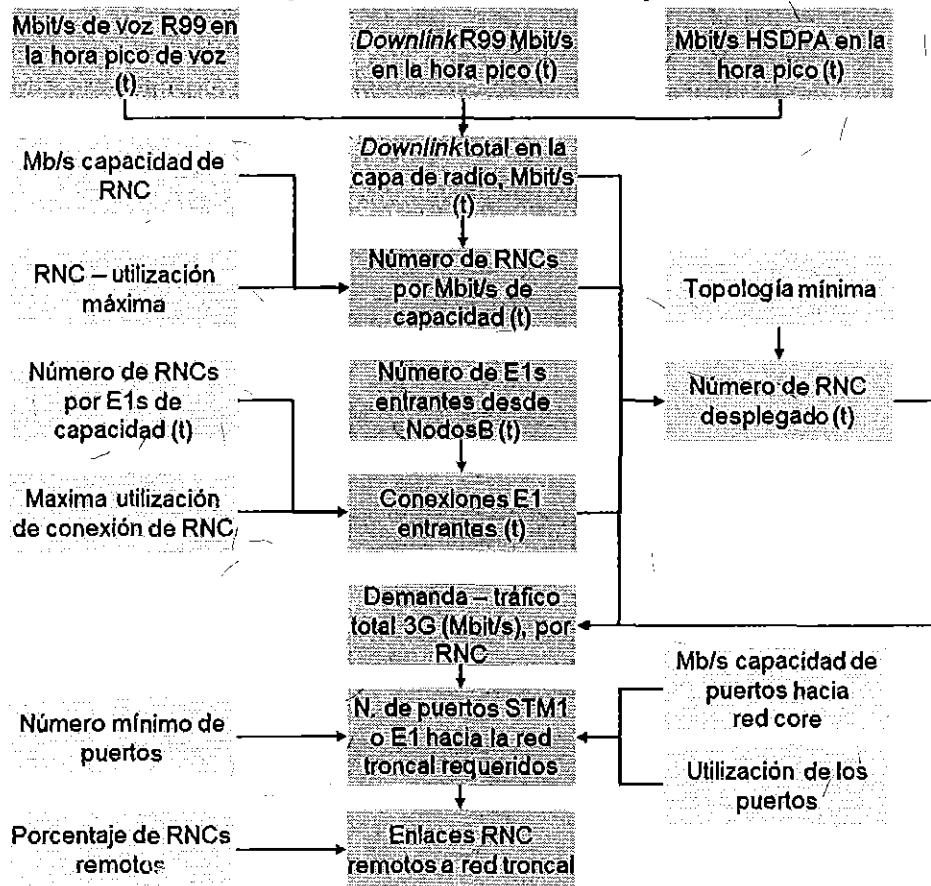 Mbit/s de voz R99 en
la hora pico de voz
(t)
Downlink R99 Mbit/s
en la hora pico (t)
Mbit/s HSDPA en la
hora pico (t)
Mb/s capacidad de
RNC
Downlink total en la
capa de radio, Mbit/s
(t)
RNC – utilización
máxima
Número de RNCs
por Mbit/s de
capacidad (t)
Topología mínima
Número de RNCs
por E1s de
capacidad (t)
Número de E1s
entrantes desde
NodosB (t)
Número de RNC
desplegado (t)
Maxima utilización
de conexión de RNC
Conexiones E1
entrantes (t)
Demanda – tráfico
total 3G (Mbit/s), por
RNC
Mb/s capacidad de
puertos hacia
red core
Número mínimo de
puertos
N. de puertos STM1
o E1 hacia la red
troncal requeridos
Utilización de los
puertos
Porcentaje de RNCs
remotos
Enlaces RNC
remotos a red troncal